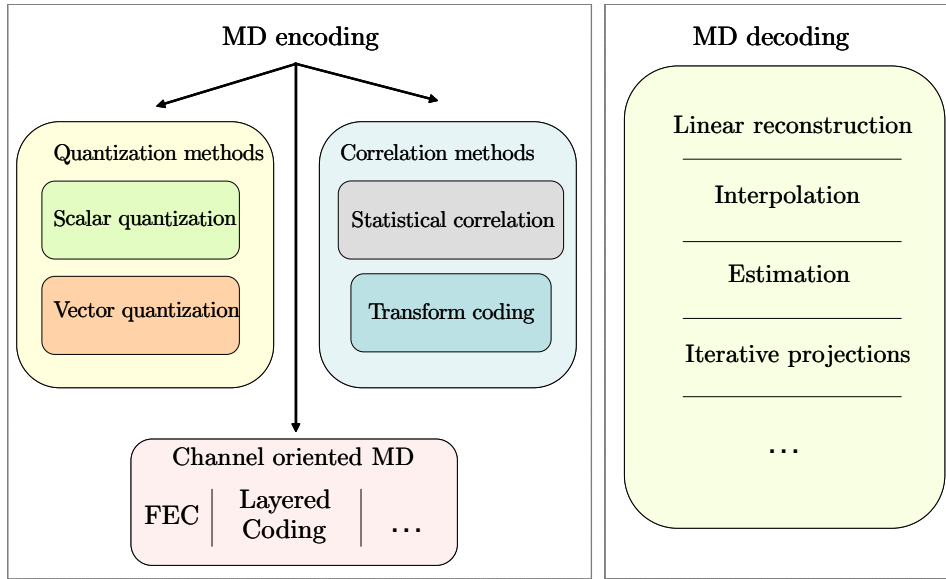 MD encoding
Quantization methods
Scalar quantization
Vector quantization
Correlation methods
Statistical correlation
Transform coding
Channel oriented MD
FEC
Layered
Coding
...
MD decoding
Linear reconstruction
Interpolation
Estimation
Iterative projections
...